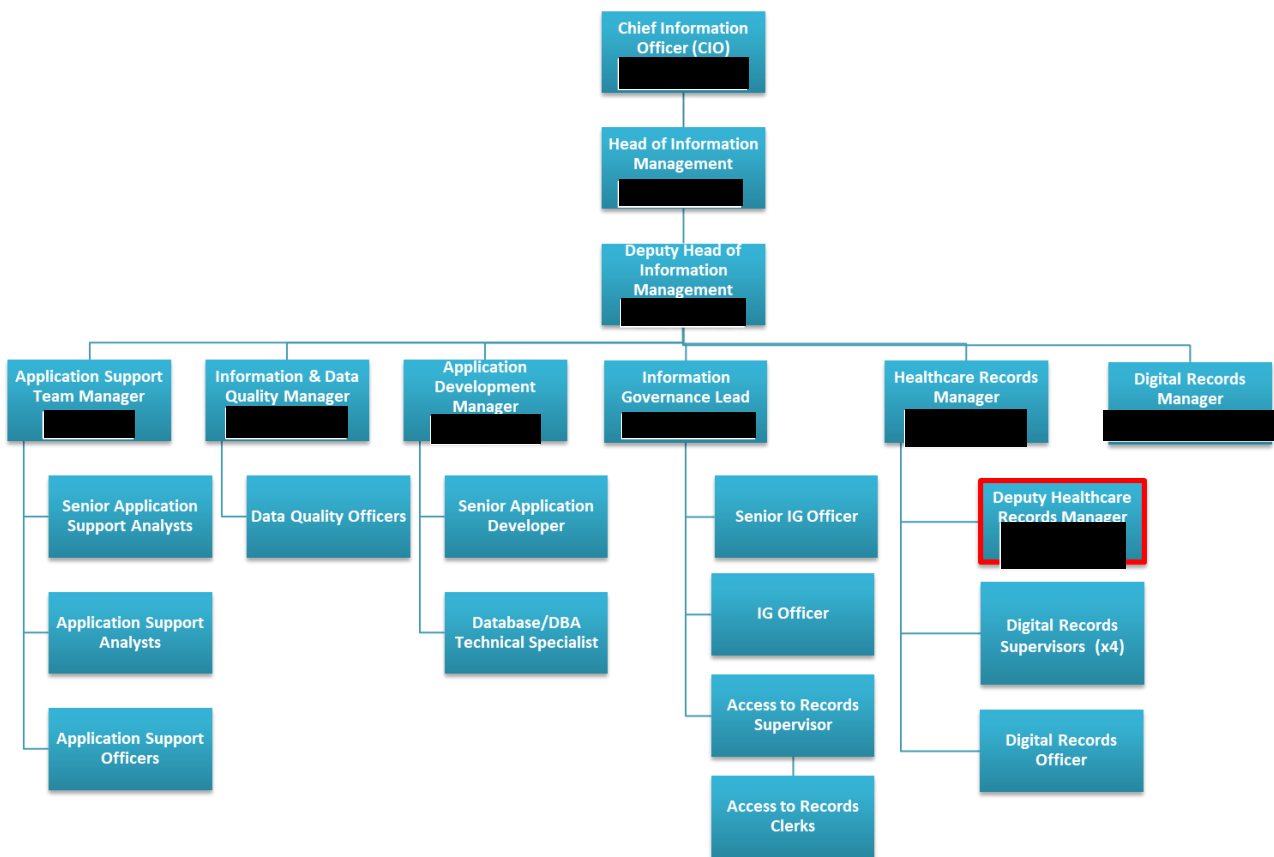 Chief Information
Officer (CIO)
Head of Information
Management
Deputy Head of
Information
Management
Application Support
Team Manager
Information & Data
Quality Manager
Application
Development
Manager
Information
Governance Lead
Healthcare Records
Manager
Digital Records
Manager
Senior Application
Support Analysts
Data Quality Officers
Senior Application
Developer
Senior IG Officer
Deputy Healthcare
Records Manager
Application Support
Analysts
Database/DBA
Technical Specialist
IG Officer
Digital Records
Supervisors (x4)
Application Support
Officers
Access to Records
Supervisor
Digital Records
Officer
Access to Records
Clerks